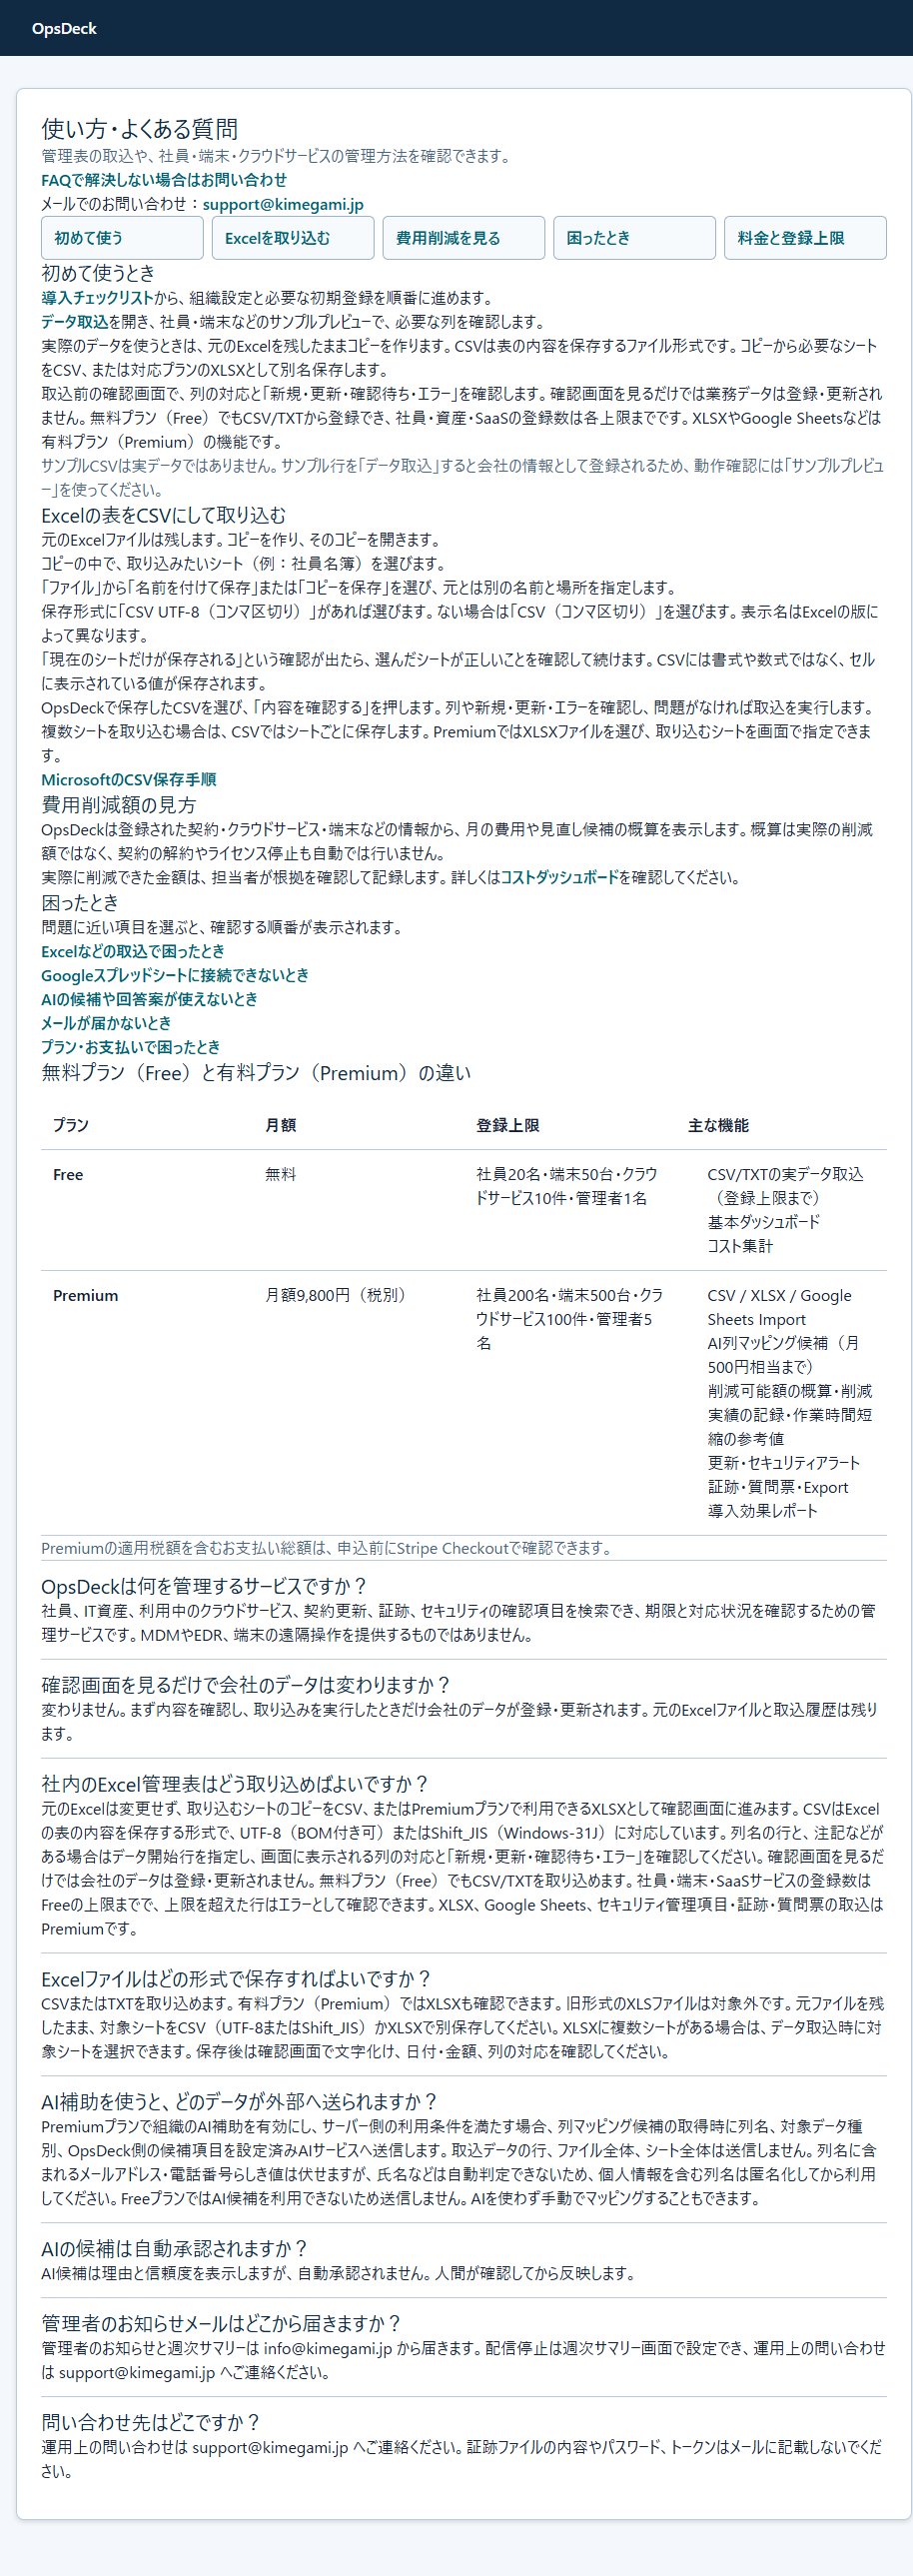 OpsDeck
使い方・よくある質問
管理表の取込や、社員・端末・クラウドサービスの管理方法を確認できます。
FAQで解決しない場合はお問い合わせ
メールでのお問い合わせ：support@kimegami.jp
初めて使う
Excelを取り込む
費用削減を見る
困ったとき
料金と登録上限
初めて使うとき
導入チェックリストから、組織設定と必要な初期登録を順番に進めます。
データ取込を開き、社員・端末などのサンプルプレビューで、必要な列を確認します。
実際のデータを使うときは、元のExcelを残したままコピーを作ります。CSVは表の内容を保存するファイル形式です。コピーから必要なシート
をCSV、または対応プランのXLSXとして別名保存します。
取込前の確認画面で、列の対応と「新規・更新・確認待ち・エラー」を確認します。確認画面を見るだけでは業務データは登録・更新され
ません。無料プラン（Free）でもCSV/TXTから登録でき、社員・資産・SaaSの登録数は各上限までです。XLSXやGoogle Sheetsなどは
有料プラン（Premium）の機能です。
サンプルCSVは実データではありません。サンプル行を「データ取込」すると会社の情報として登録されるため、動作確認には「サンプルプレビュ
ー」を使ってください。
Excelの表をCSVにして取り込む
元のExcelファイルは残します。コピーを作り、そのコピーを開きます。
コピーの中で、取り込みたいシート（例：社員名簿）を選びます。
「ファイル」から「名前を付けて保存」または「コピーを保存」を選び、元とは別の名前と場所を指定します。
保存形式に「CSV UTF-8（コンマ区切り）」があれば選びます。ない場合は「CSV（コンマ区切り）」を選びます。表示名はExcelの版に
よって異なります。
「現在のシートだけが保存される」という確認が出たら、選んだシートが正しいことを確認して続けます。CSVには書式や数式ではなく、セル
に表示されている値が保存されます。
OpsDeckで保存したCSVを選び、「内容を確認する」を押します。列や新規・更新・エラーを確認し、問題がなければ取込を実行します。
複数シートを取り込む場合は、CSVではシートごとに保存します。PremiumではXLSXファイルを選び、取り込むシートを画面で指定できま
す。
MicrosoftのCSV保存手順
費用削減額の見方
OpsDeckは登録された契約・クラウドサービス・端末などの情報から、月の費用や見直し候補の概算を表示します。概算は実際の削減
額ではなく、契約の解約やライセンス停止も自動では行いません。
実際に削減できた金額は、担当者が根拠を確認して記録します。詳しくはコストダッシュボードを確認してください。
困ったとき
問題に近い項目を選ぶと、確認する順番が表示されます。
Excelなどの取込で困ったとき
Googleスプレッドシートに接続できないとき
AIの候補や回答案が使えないとき
メールが届かないとき
プラン・お支払いで困ったとき
無料プラン（Free）と有料プラン（Premium）の違い
プラン
月額
登録上限
主な機能
Free
無料
社員20名・端末50台・クラウ
ドサービス10件・管理者1名
CSV/TXTの実データ取込
（登録上限まで）
基本ダッシュボード
コスト集計
Premium
月額9,800円（税別）
社員200名・端末500台・クラ
ウドサービス100件・管理者5
名
CSV / XLSX / Google
Sheets Import
AI列マッピング候補（月
500円相当まで）
削減可能額の概算・削減
実績の記録・作業時間短
縮の参考値
更新・セキュリティアラート
証跡・質問票・Export
導入効果レポート
Premiumの適用税額を含むお支払い総額は、申込前にStripe Checkoutで確認できます。
OpsDeckは何を管理するサービスですか？
社員、IT資産、利用中のクラウドサービス、契約更新、証跡、セキュリティの確認項目を検索でき、期限と対応状況を確認するための管
理サービスです。MDMやEDR、端末の遠隔操作を提供するものではありません。
確認画面を見るだけで会社のデータは変わりますか？
変わりません。まず内容を確認し、取り込みを実行したときだけ会社のデータが登録・更新されます。元のExcelファイルと取込履歴は残り
ます。
社内のExcel管理表はどう取り込めばよいですか？
元のExcelは変更せず、取り込むシートのコピーをCSV、またはPremiumプランで利用できるXLSXとして確認画面に進みます。CSVはExcel
の表の内容を保存する形式で、UTF-8（BOM付き可）またはShift_JIS（Windows-31J）に対応しています。列名の行と、注記などが
ある場合はデータ開始行を指定し、画面に表示される列の対応と「新規・更新・確認待ち・エラー」を確認してください。確認画面を見るだ
けでは会社のデータは登録・更新されません。無料プラン（Free）でもCSV/TXTを取り込めます。社員・端末・SaaSサービスの登録数は
Freeの上限までで、上限を超えた行はエラーとして確認できます。XLSX、Google Sheets、セキュリティ管理項目・証跡・質問票の取込は
Premiumです。
Excelファイルはどの形式で保存すればよいですか？
CSVまたはTXTを取り込めます。有料プラン（Premium）ではXLSXも確認できます。旧形式のXLSファイルは対象外です。元ファイルを残
したまま、対象シートをCSV（UTF-8またはShift_JIS）かXLSXで別保存してください。XLSXに複数シートがある場合は、データ取込時に対
象シートを選択できます。保存後は確認画面で文字化け、日付・金額、列の対応を確認してください。
AI補助を使うと、どのデータが外部へ送られますか？
Premiumプランで組織のAI補助を有効にし、サーバー側の利用条件を満たす場合、列マッピング候補の取得時に列名、対象データ種
別、OpsDeck側の候補項目を設定済みAIサービスへ送信します。取込データの行、ファイル全体、シート全体は送信しません。列名に含
まれるメールアドレス・電話番号らしき値は伏せますが、氏名などは自動判定できないため、個人情報を含む列名は匿名化してから利用
してください。FreeプランではAI候補を利用できないため送信しません。AIを使わず手動でマッピングすることもできます。
AIの候補は自動承認されますか？
AI候補は理由と信頼度を表示しますが、自動承認されません。人間が確認してから反映します。
管理者のお知らせメールはどこから届きますか？
管理者のお知らせと週次サマリーは info@kimegami.jp から届きます。配信停止は週次サマリー画面で設定でき、運用上の問い合わせ
は support@kimegami.jp へご連絡ください。
問い合わせ先はどこですか？
運用上の問い合わせは support@kimegami.jp へご連絡ください。証跡ファイルの内容やパスワード、トークンはメールに記載しないでくだ
さい。